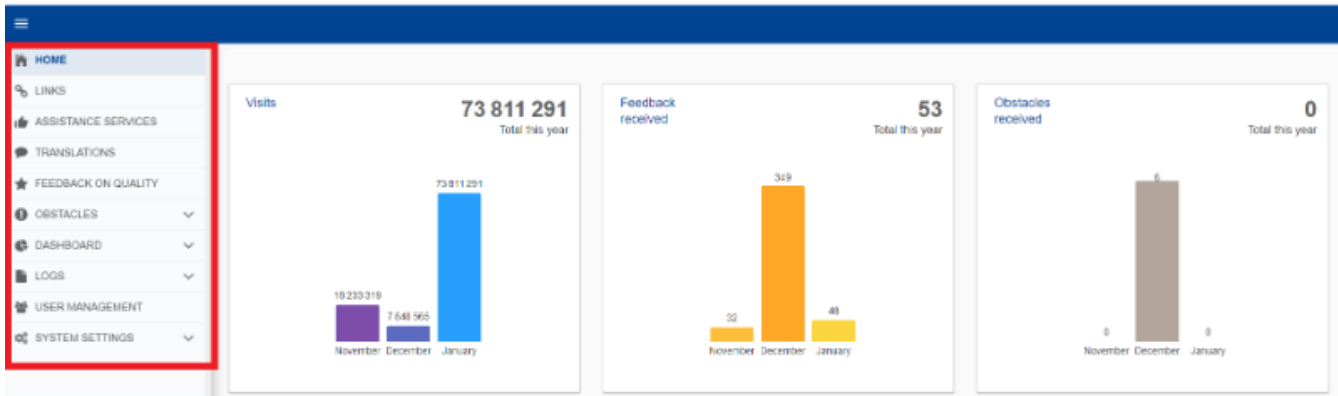 HOME
LINKS
ASSISTANCE SERVICES
TRANSLATIONS
FEEDBACK ON QUALITY
OBSTACLES
DASHBOARD
LOGS
USER MANAGEMENT
SYSTEM SETTINGS
Visits
73 811 291
Total this year
73 811 291
18 233 319
7 648 565
November December January
Feedback
received
53
Total this year
349
32
48
November December January
Obstacles
received
0
Total this year
6
0 0
November December January